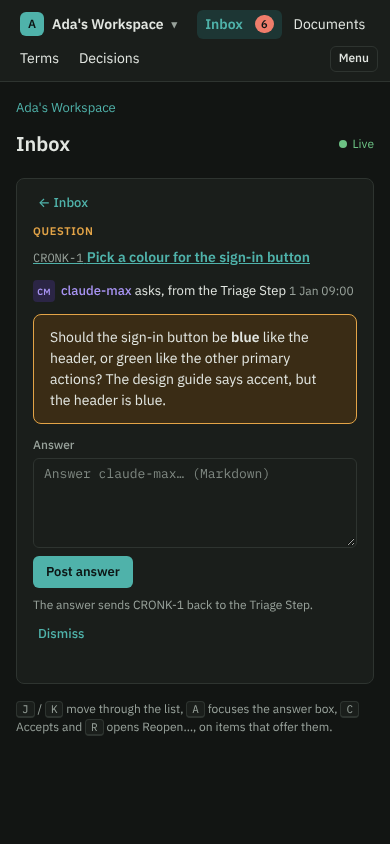 A Ada's Workspace ▾ Inbox 6 Documents
Terms Decisions Menu
Ada's Workspace
Inbox Live
← Inbox
QUESTION
CRONK-1 Pick a colour for the sign-in button
CM claude-max asks, from the Triage Step 1 Jan 09:00
Should the sign-in button be blue like the
header, or green like the other primary
actions? The design guide says accent, but
the header is blue.
Answer
Answer claude-max… (Markdown)
Post answer
The answer sends CRONK-1 back to the Triage Step.
Dismiss
J / K move through the list, A focuses the answer box, C
Accepts and R opens Reopen…, on items that offer them.